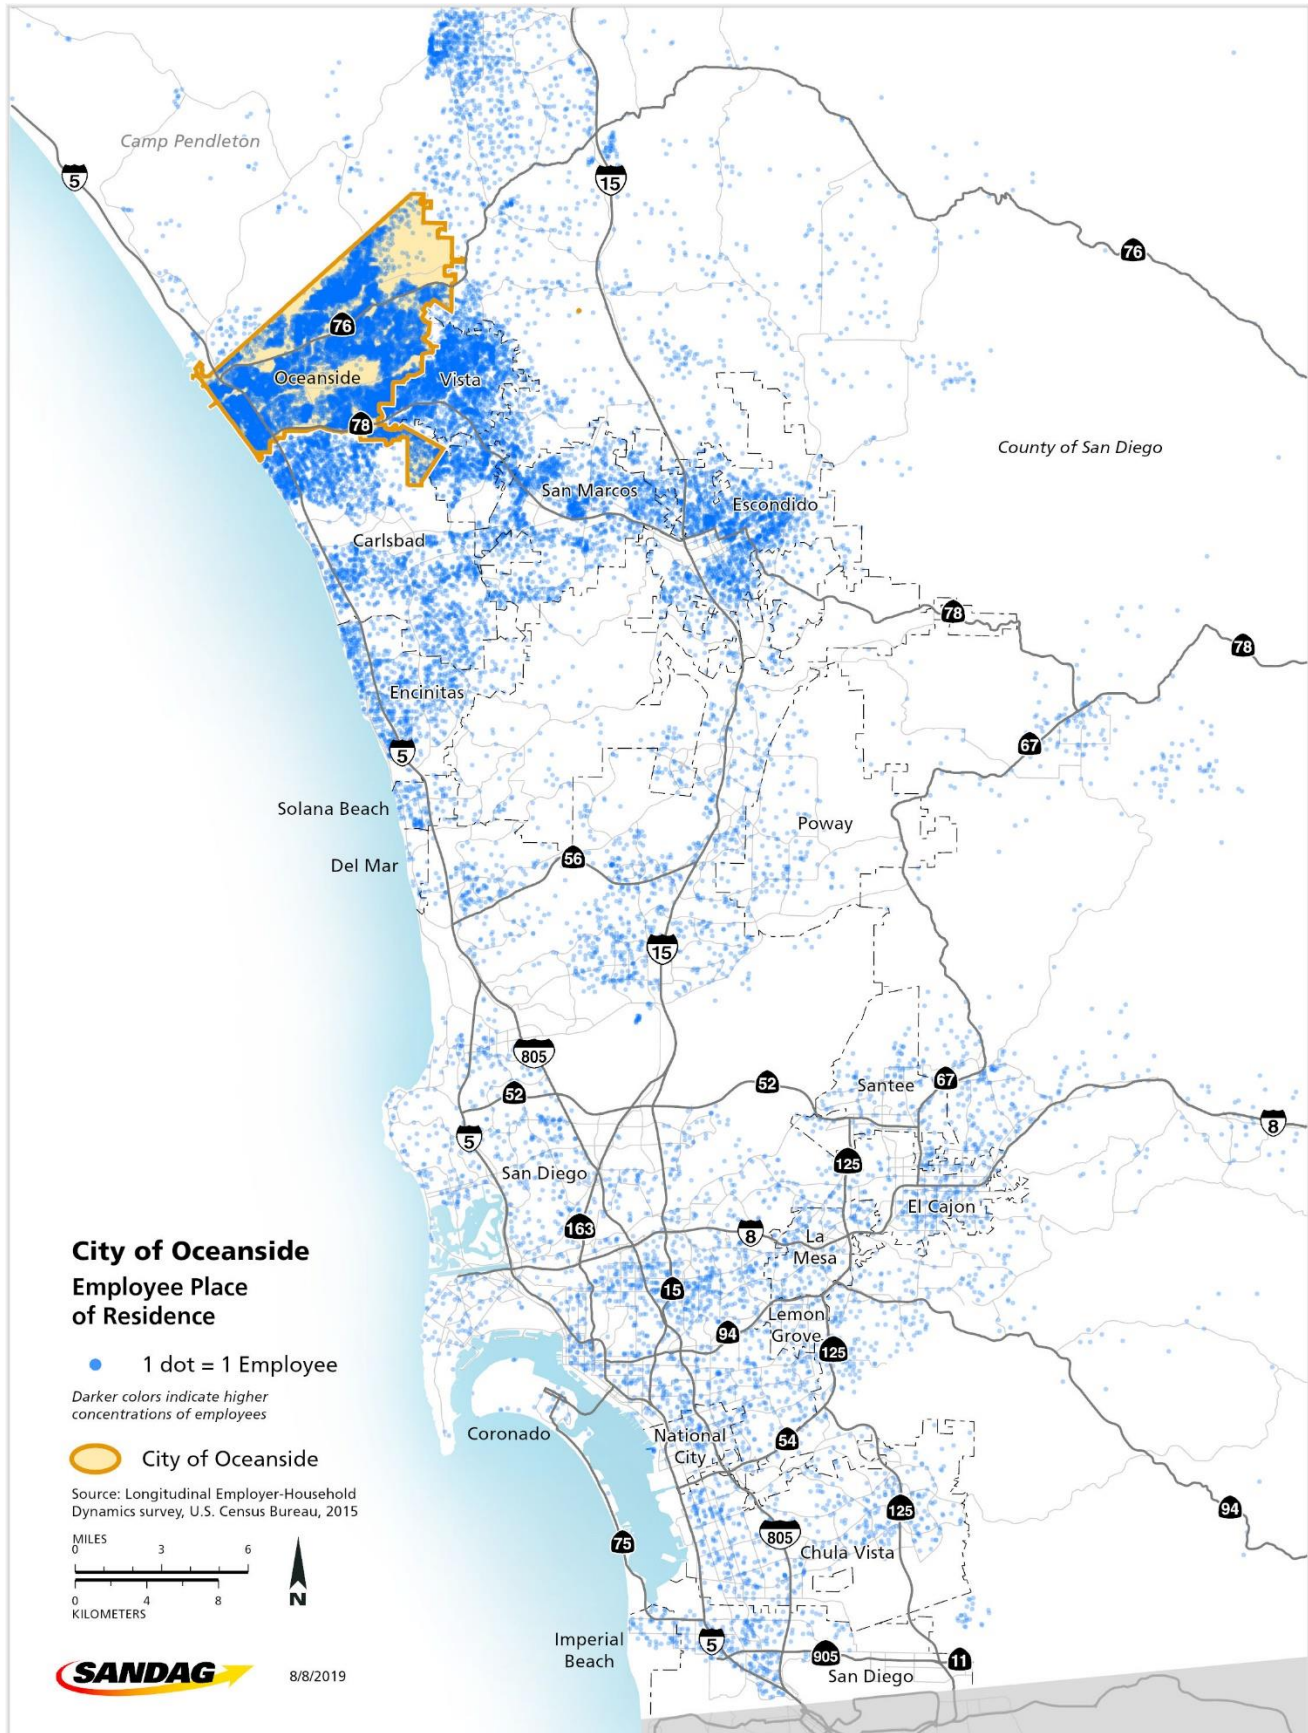 Camp Pendleton
5
15
76
76
Oceanside
Vista
78
County of San Diego
San Marcos
Escondido
Carlsbad
78
78
Encinitas
67
5
Solana Beach
Poway
56
Del Mar
15
805
52
52
Santee
67
5
8
125
San Diego
El Cajon
163
8
La
Mesa
15
Lemon
Grove
94
125
Coronado
National
City
54
125
94
75
805
Chula Vista
Imperial
Beach
5
905
San Diego
11
City of Oceanside
Employee Place
of Residence
1 dot = 1 Employee
Darker colors indicate higher
concentrations of employees
City of Oceanside
Source: Longitudinal Employer-Household
Dynamics survey, U.S. Census Bureau, 2015
MILES
0 3 6
0 4 8
KILOMETERS
N
SANDAG
8/8/2019